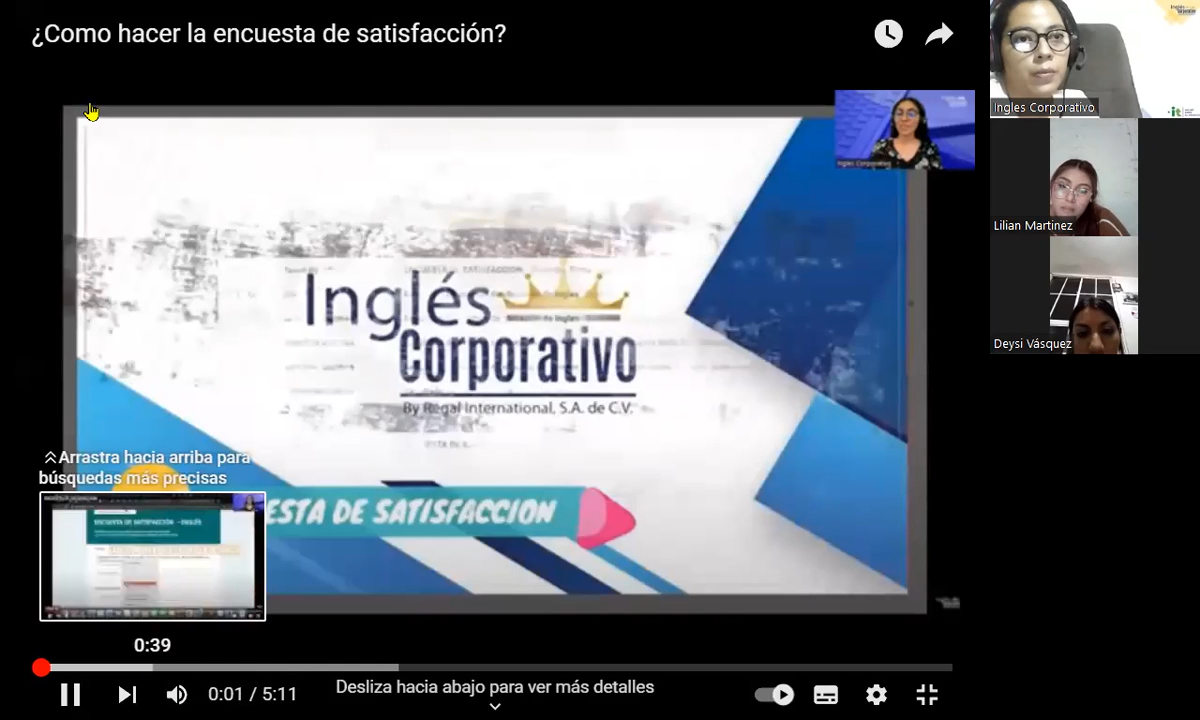 ¿Como hacer la encuesta de satisfacción?
Ingles Corporativo
Lilian Martinez
Deysi Vásquez
Inglés
Corporativo
By Regal International, S.A. de C.V.
ESTA DE SATISFACCION
Arrastra hacia arriba para
búsquedas más precisas
ENCUESTA DE SATISFACCIÓN - INGLÉS
0:39
0:01 / 5:11
Desliza hacia abajo para ver más detalles